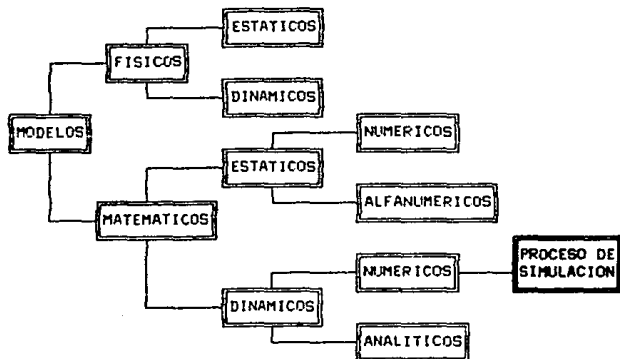 ESTATICOS
FISICOS
DINAMICOS
MODELOS
NUMERICOS
ESTATICOS
ALFANUMERICOS
MATEMATICOS
NUMERICOS
PROCESO DE
SIMULACION
DINAMICOS
ANALITICOS